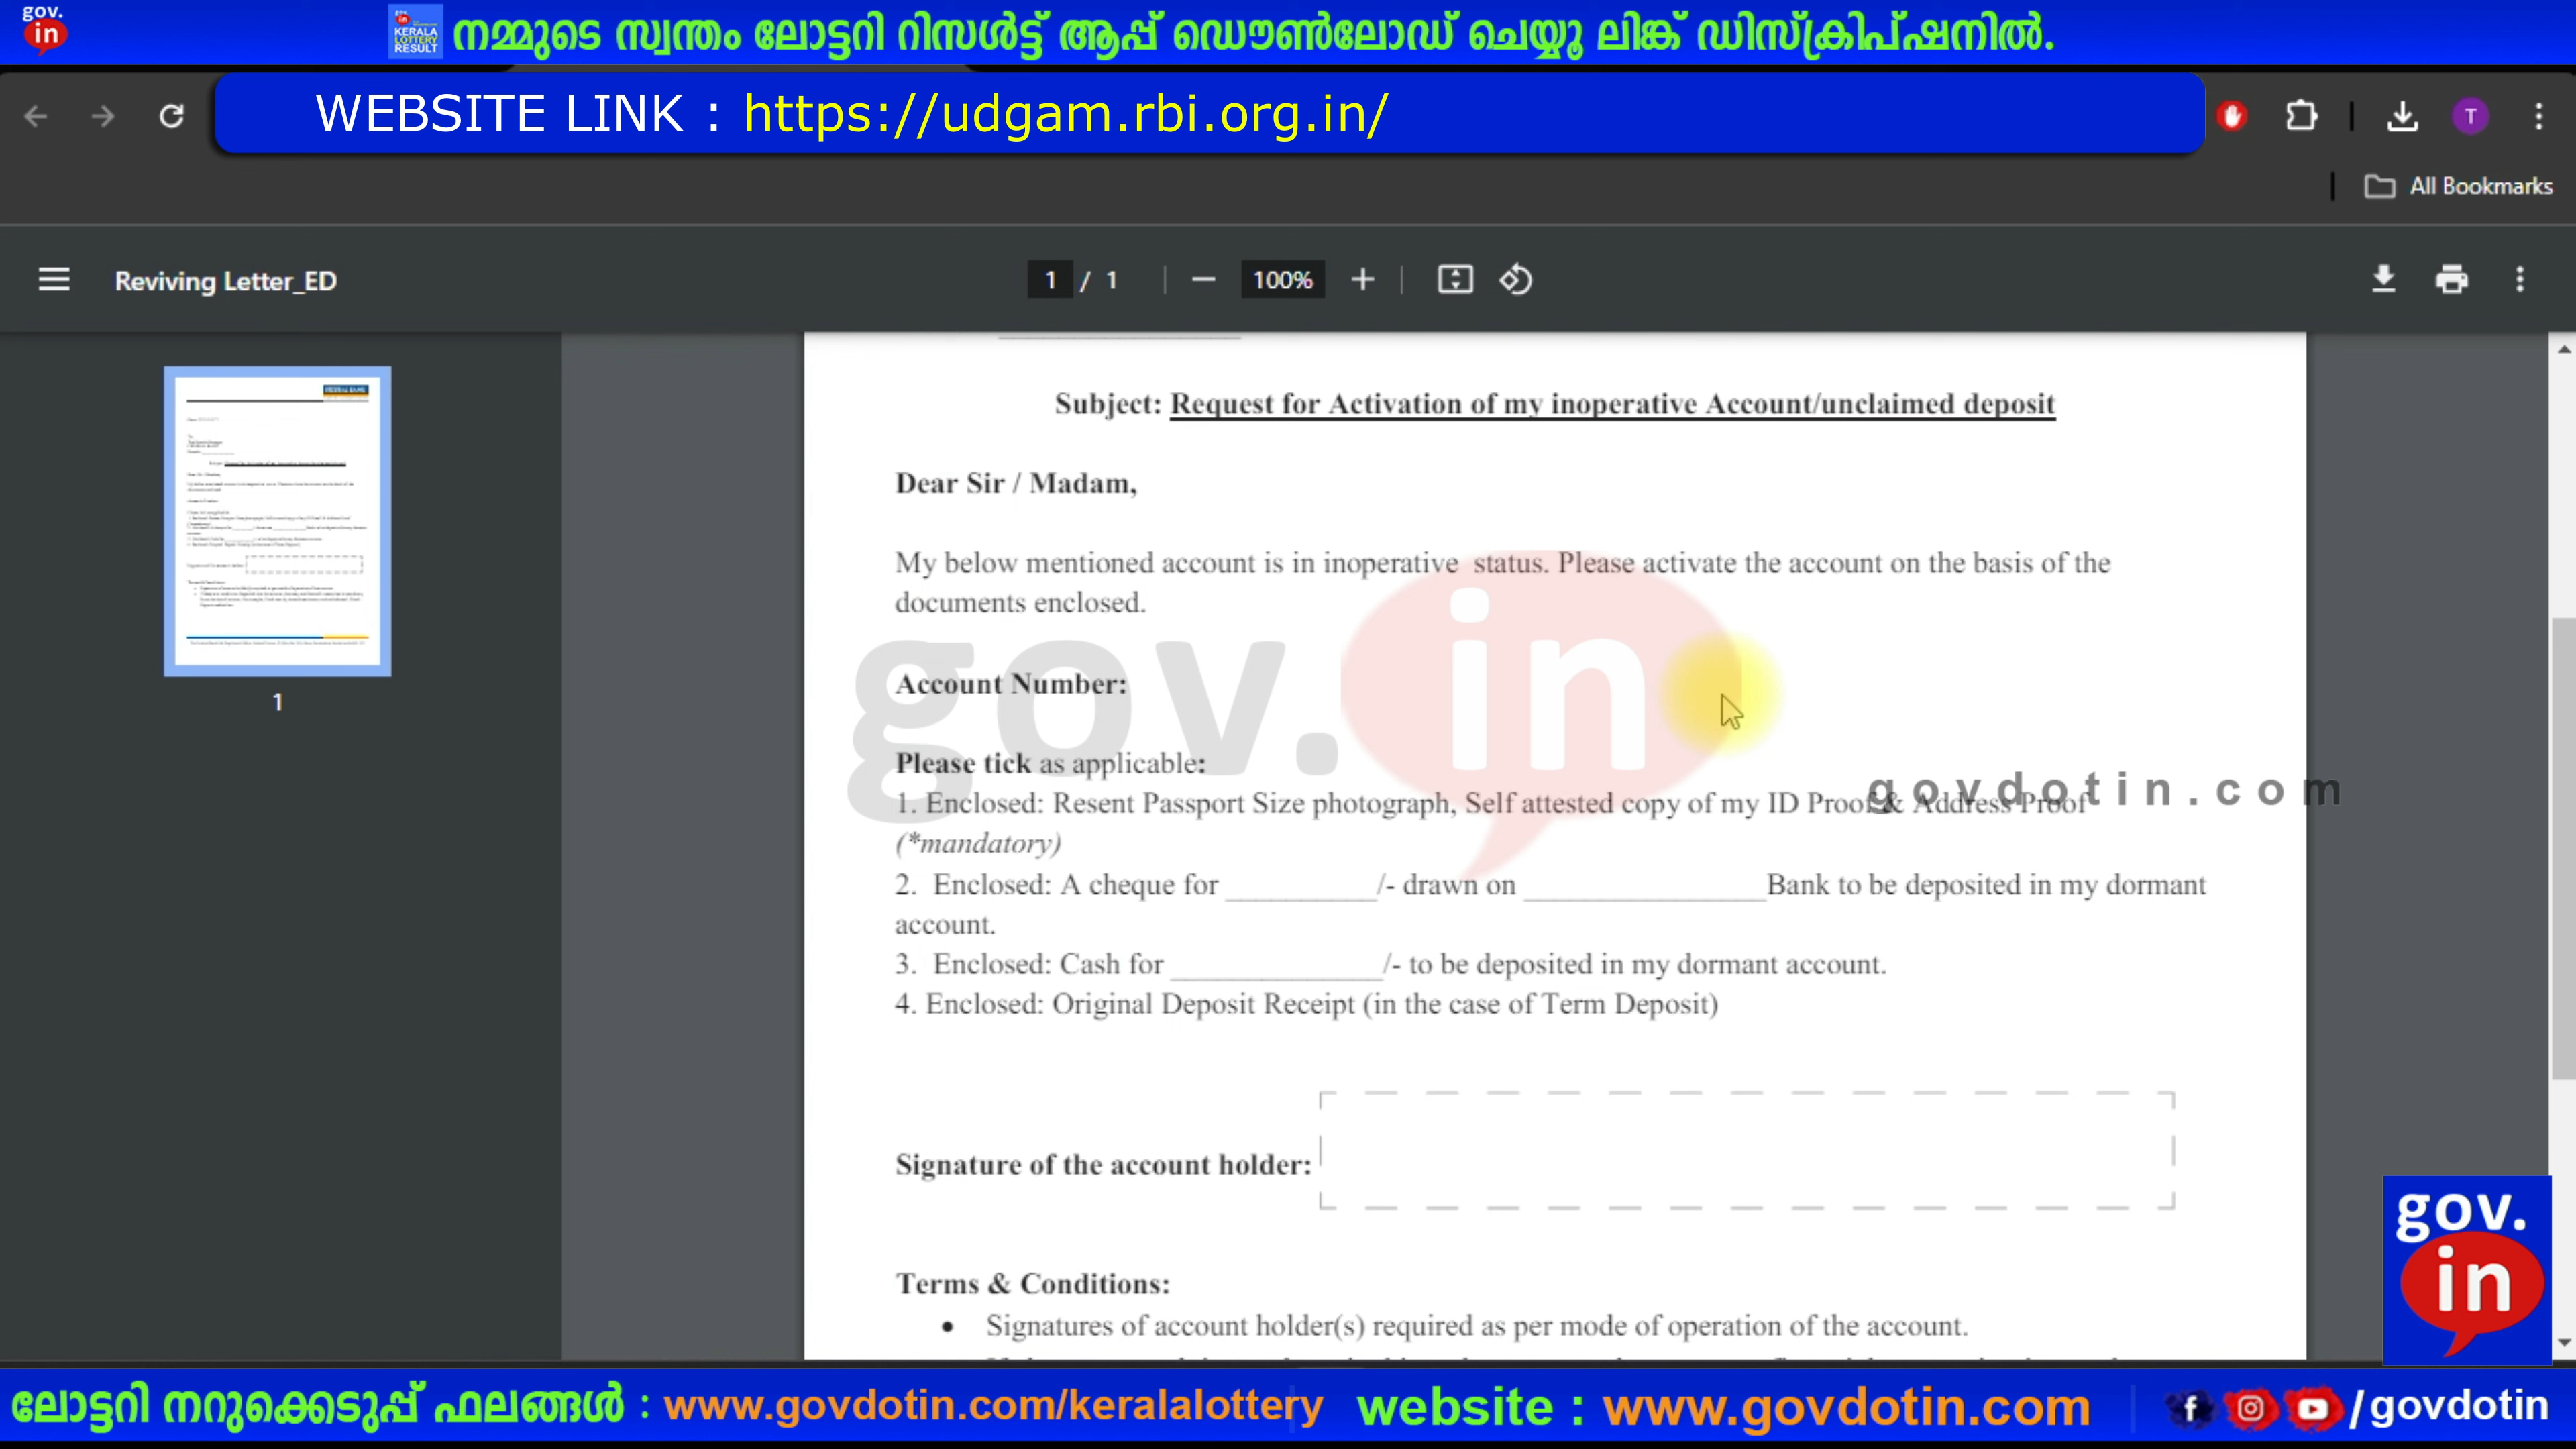 gov.
in
KERALA
LOTTERY
RESULT
നമ്മുടെ സ്വന്തം ലോട്ടറി റിസൾട്ട് ആപ്പ് ഡൌൺലോഡ് ചെയ്യൂ ലിങ്ക് ഡിസ്ക്രിപ്ഷനിൽ.
WEBSITE LINK : https://udgam.rbi.org.in/
T
All Bookmarks
Reviving Letter_ED
1 / 1
100%
1
Subject: Request for Activation of my inoperative Account/unclaimed deposit
Dear Sir / Madam,
My below mentioned account is in inoperative status. Please activate the account on the basis of the
documents enclosed.
gov.in
Account Number:
Please tick as applicable:
govdotin.com
1. Enclosed: Resent Passport Size photograph, Self attested copy of my ID Proof & Address Proof
(*mandatory)
2. Enclosed: A cheque for __________/- drawn on ________________Bank to be deposited in my dormant
account.
3. Enclosed: Cash for ______________/- to be deposited in my dormant account.
4. Enclosed: Original Deposit Receipt (in the case of Term Deposit)
Signature of the account holder:
Terms & Conditions:
• Signatures of account holder(s) required as per mode of operation of the account.
gov.
in
ലോട്ടറി നറുക്കെടുപ്പ് ഫലങ്ങൾ : www.govdotin.com/keralalottery website : www.govdotin.com /govdotin